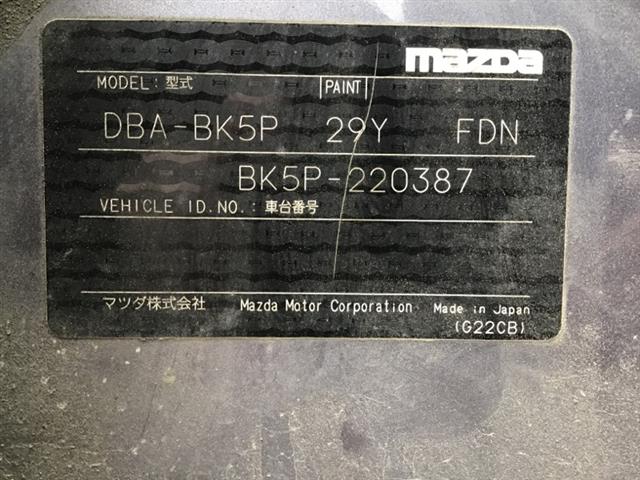 mazda
MODEL: 型式 PAINT
DBA-BK5P 29Y FDN
BK5P-220387
VEHICLE ID.NO.: 車台番号
マツダ株式会社 Mazda Motor Corporation Made in Japan
(G22CB)